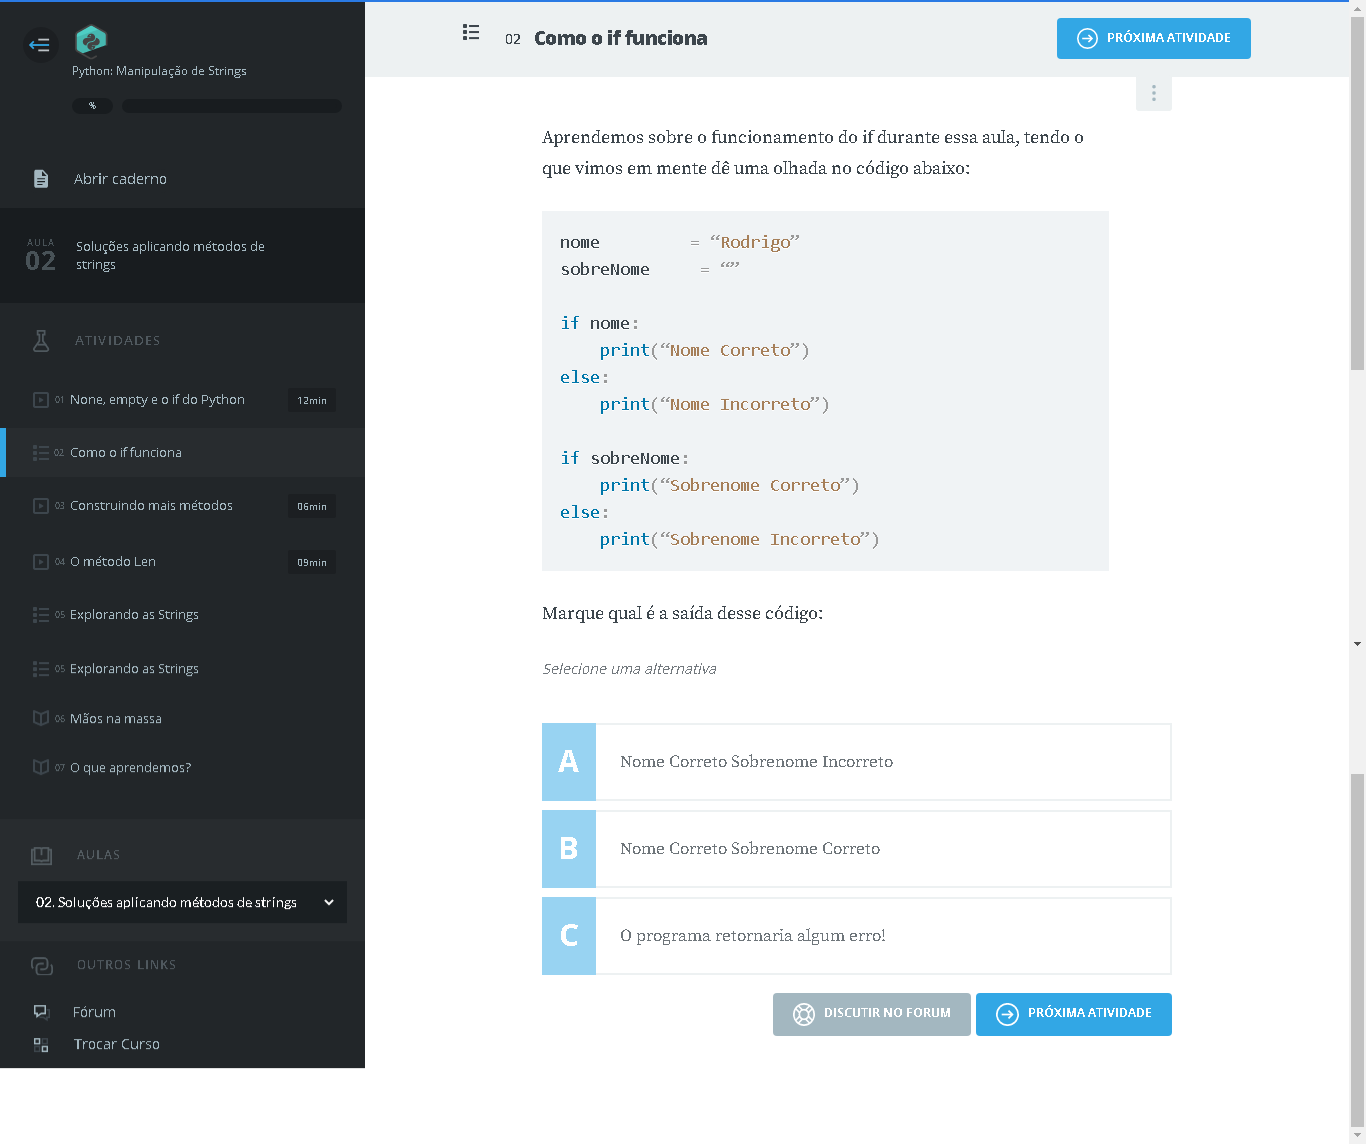 Python: Manipulação de Strings
%
Abrir caderno
AULA
02
Soluções aplicando métodos de
strings
ATIVIDADES
01 None, empty e o if do Python 12min
02 Como o if funciona
03 Construindo mais métodos 06min
04 O método Len 09min
05 Explorando as Strings
05 Explorando as Strings
06 Mãos na massa
07 O que aprendemos?
AULAS
02. Soluções aplicando métodos de strings
OUTROS LINKS
Fórum
Trocar Curso
02 Como o if funciona
PRÓXIMA ATIVIDADE
Aprendemos sobre o funcionamento do if durante essa aula, tendo o
que vimos em mente dê uma olhada no código abaixo:
nome = “Rodrigo”
sobreNome = “”
if nome:
print(“Nome Correto”)
else:
print(“Nome Incorreto”)
if sobreNome:
print(“Sobrenome Correto”)
else:
print(“Sobrenome Incorreto”)
Marque qual é a saída desse código:
Selecione uma alternativa
A Nome Correto Sobrenome Incorreto
B Nome Correto Sobrenome Correto
C O programa retornaria algum erro!
DISCUTIR NO FORUM PRÓXIMA ATIVIDADE